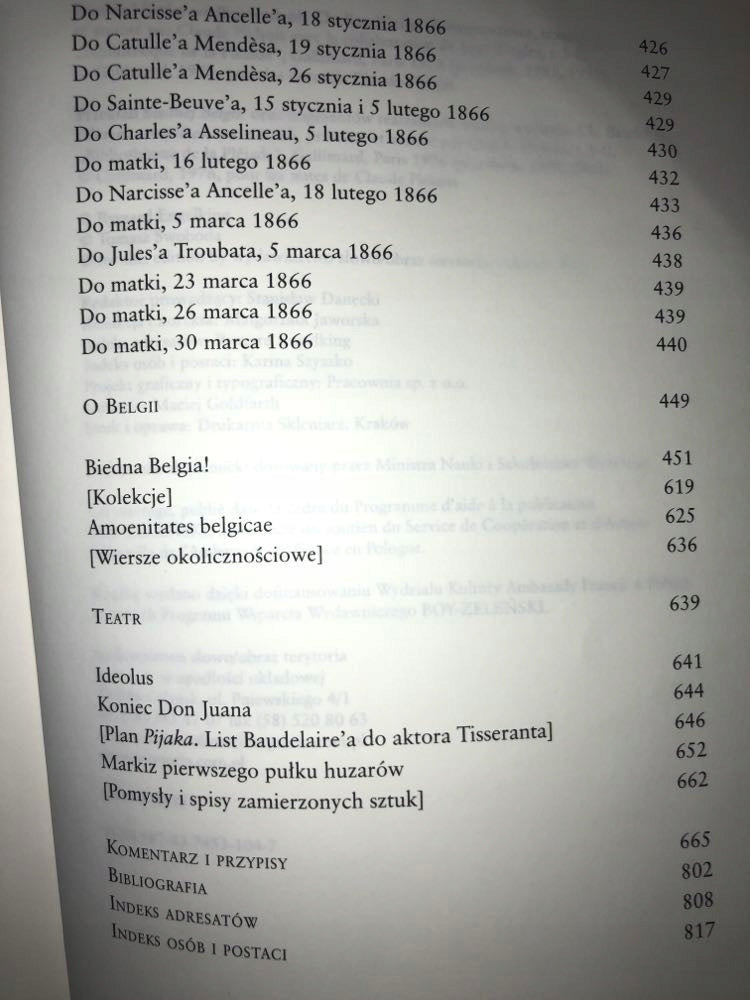 Do Narcisse'a Ancelle'a, 18 stycznia 1866 426
Do Catulle'a Mendèsa, 19 stycznia 1866 427
Do Catulle'a Mendèsa, 26 stycznia 1866 429
Do Sainte-Beuve'a, 15 stycznia i 5 lutego 1866 429
Do Charles'a Asselineau, 5 lutego 1866 430
Do matki, 16 lutego 1866 432
Do Narcisse'a Ancelle'a, 18 lutego 1866 433
Do matki, 5 marca 1866 436
Do Jules'a Troubata, 5 marca 1866 438
Do matki, 23 marca 1866 439
Do matki, 26 marca 1866 439
Do matki, 30 marca 1866 440
O BELGII 449
Biedna Belgia! 451
[Kolekcje] 619
Amoenitates belgicae 625
[Wiersze okolicznościowe] 636
TEATR 639
Ideolus 641
Koniec Don Juana 644
[Plan Pijaka. List Baudelaire'a do aktora Tisseranta] 646
Markiz pierwszego pułku huzarów 652
[Pomysły i spisy zamierzonych sztuk] 662
KOMENTARZ I PRZYPISY 665
BIBLIOGRAFIA 802
INDEKS ADRESATÓW 808
INDEKS OSÓB I POSTACI 817